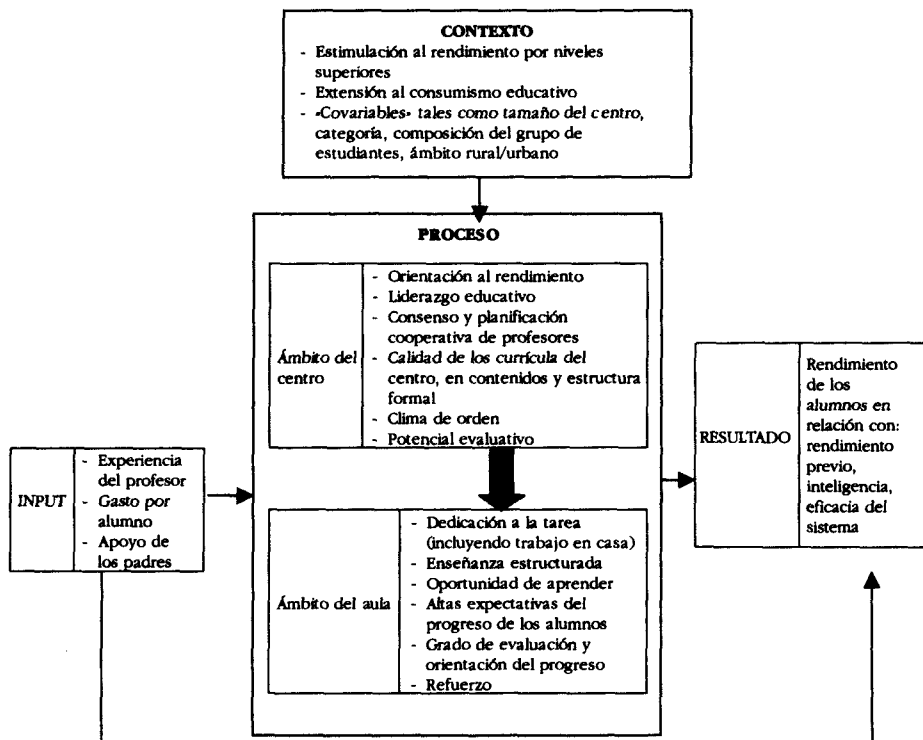 CONTEXTO
- Estimulación al rendimiento por niveles
superiores
- Extensión al consumismo educativo
- «Covariables» tales como tamaño del centro,
categoría, composición del grupo de
estudiantes, ámbito rural/urbano
PROCESO
Ámbito del
centro
- Orientación al rendimiento
- Liderazgo educativo
- Consenso y planificación
cooperativa de profesores
- Calidad de los currícula del
centro, en contenidos y estructura
formal
- Clima de orden
- Potencial evaluativo
INPUT
- Experiencia
del profesor
- Gasto por
alumno
- Apoyo de
los padres
Ámbito del aula
- Dedicación a la tarea
(incluyendo trabajo en casa)
- Enseñanza estructurada
- Oportunidad de aprender
- Altas expectativas del
progreso de los alumnos
- Grado de evaluación y
orientación del progreso
- Refuerzo
RESULTADO
Rendimiento
de los
alumnos en
relación con:
rendimiento
previo,
inteligencia,
eficacia del
sistema